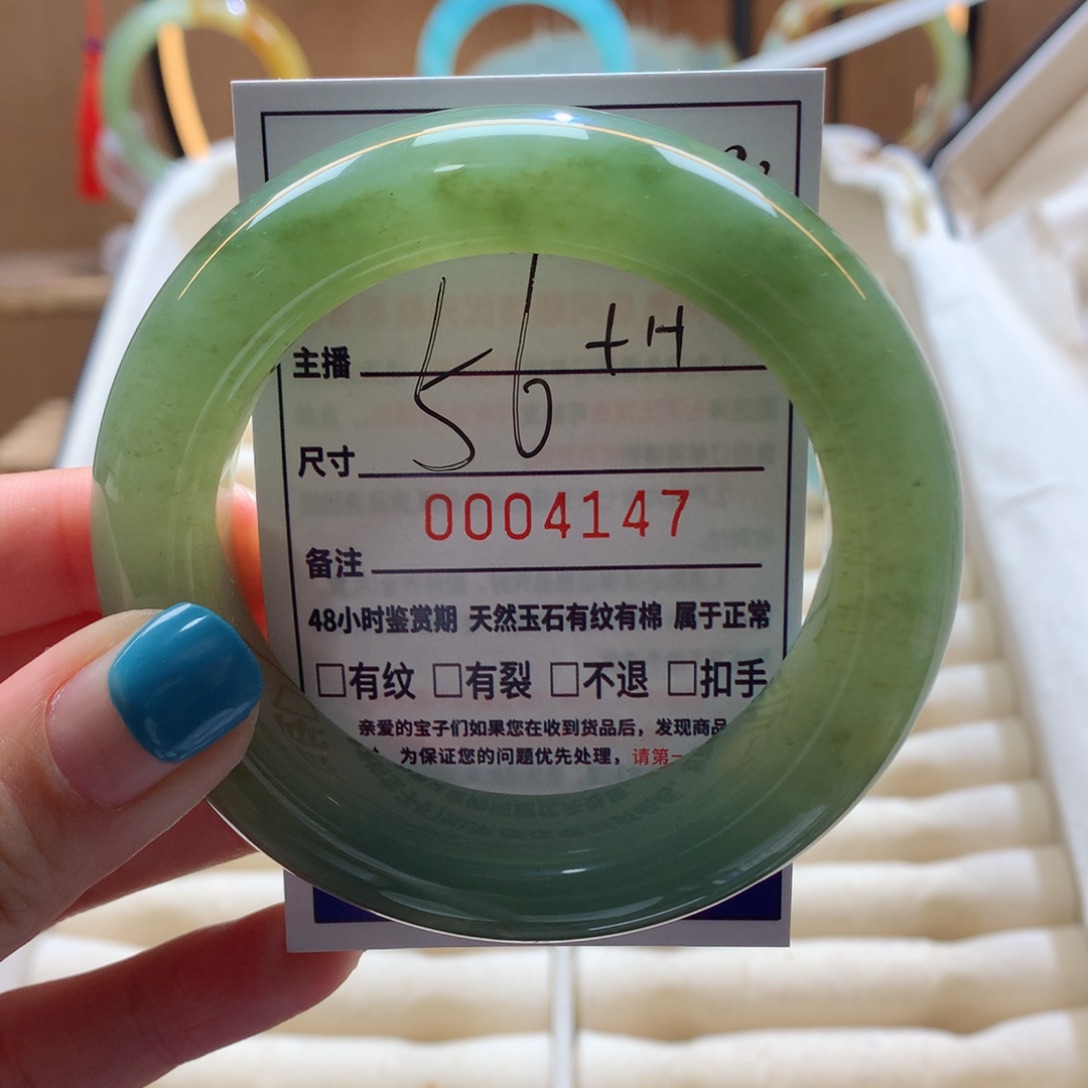 主播
56 +H
尺寸
0004147
备注
48小时鉴赏期 天然玉石有纹有棉 属于正常
□有纹 □有裂 □不退 □扣手
亲爱的宝子们如果您在收到货品后，发现商品
为保证您的问题优先处理，请第一